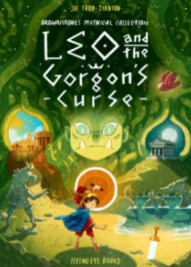 JOE TODD-STANTON
BROWNSTONE'S MYTHICAL COLLECTION
LEO and
the
GORGON'S
-CURSE-
FLYING EYE BOOKS